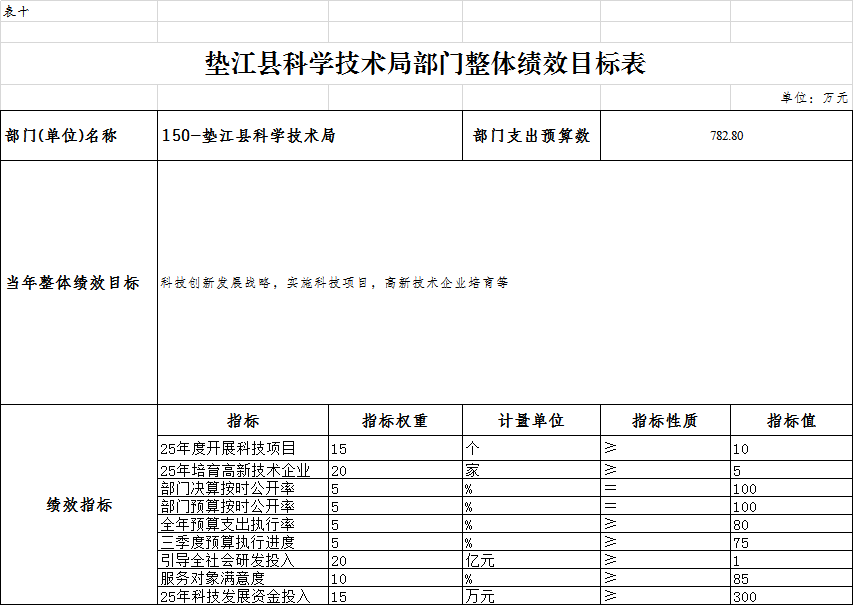 表十
垫江县科学技术局部门整体绩效目标表
单位：万元
部门(单位)名称 150-垫江县科学技术局 部门支出预算数 782.80
当年整体绩效目标 科技创新发展战略，实施科技项目，高新技术企业培育等
绩效指标
指标 指标权重 计量单位 指标性质 指标值
25年度开展科技项目 15 个 ≥ 10
25年培育高新技术企业 20 家 ≥ 5
部门决算按时公开率 5 % ＝ 100
部门预算按时公开率 5 % ＝ 100
全年预算支出执行率 5 % ≥ 80
三季度预算执行进度 5 % ≥ 75
引导全社会研发投入 20 亿元 ≥ 1
服务对象满意度 10 % ≥ 85
25年科技发展资金投入 15 万元 ≥ 300